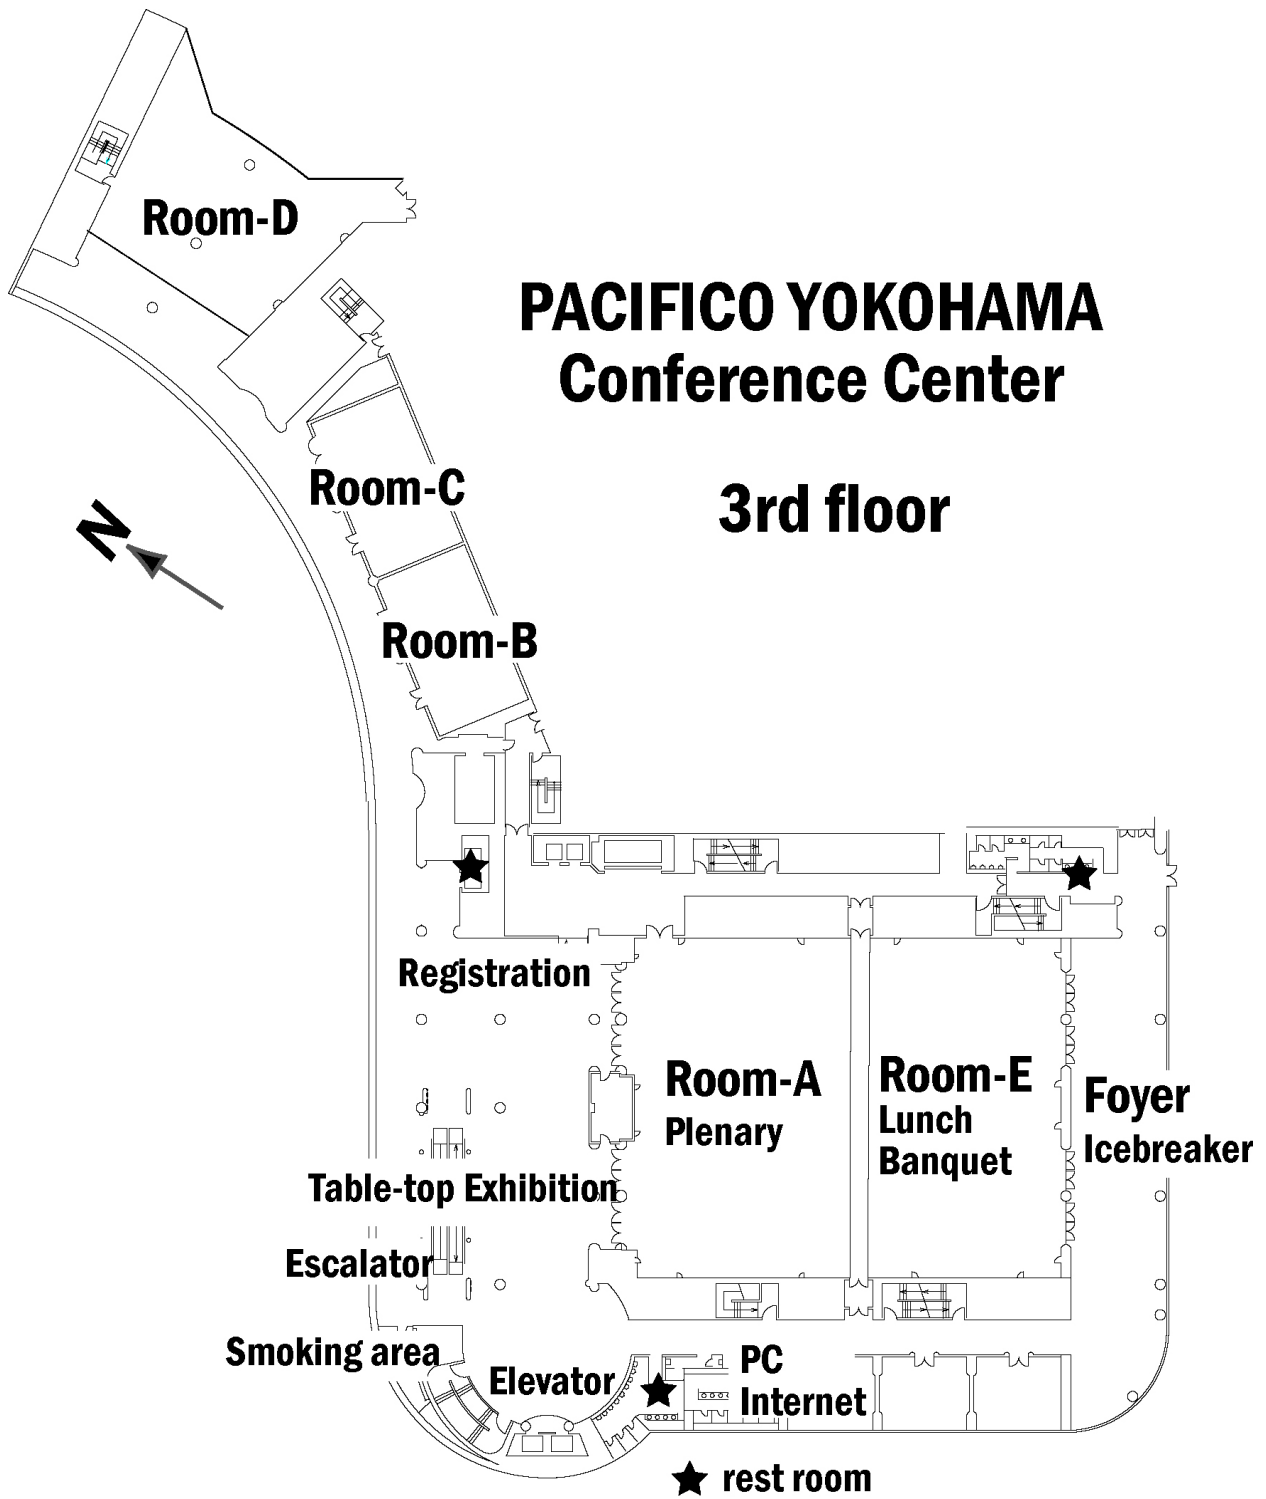 Room-D
PACIFICO YOKOHAMA
Conference Center
Room-C
3rd floor
N
Room-B
Registration
Room-A
Plenary
Room-E
Lunch
Banquet
Foyer
Icebreaker
Table-top Exhibition
Escalator
Smoking area
Elevator
PC
Internet
rest room